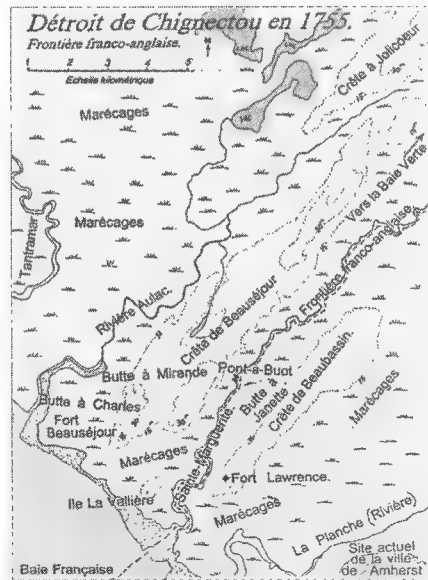 Détroit de Chignectou en 1755.
Frontière franco-anglaise.
N
1 2 3 4 5
Échelle kilométrique
Crête à Jolicoeur
Marécages
Vers la Baie Verte
Tantramar
Marécages
Frontière franco-anglaise
Rivière Aulac.
Crête de Beauséjour
Butte à Mirande
Pont-à-Buot
Butte à Charles
Butte à Janette
Crête de Beaubassin.
Marécages
Fort Beauséjour
Marécages
Sainte-Marguerite.
Fort Lawrence.
Ile La Vallière
Marécages
La Planche (Rivière)
Baie Française
Site actuel
de la ville
de Amherst